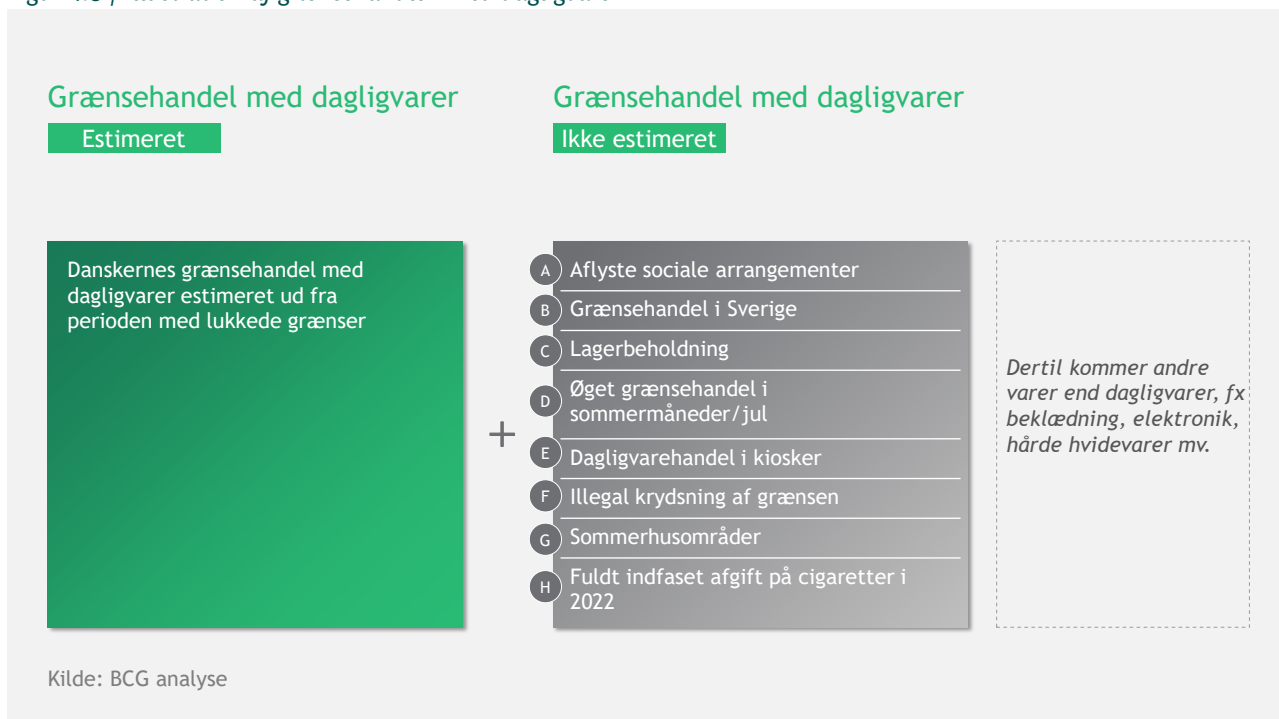 Grænsehandel med dagligvarer
Estimeret
Grænsehandel med dagligvarer
Ikke estimeret
Danskernes grænsehandel med
dagligvarer estimeret ud fra
perioden med lukkede grænser
+
A Aflyste sociale arrangementer
B Grænsehandel i Sverige
C Lagerbeholdning
D Øget grænsehandel i
sommermåneder/jul
E Dagligvarehandel i kiosker
F Illegal krydsning af grænsen
G Sommerhusområder
H Fuldt indfaset afgift på cigaretter i
2022
Dertil kommer andre
varer end dagligvarer, fx
beklædning, elektronik,
hårde hvidevarer mv.
Kilde: BCG analyse